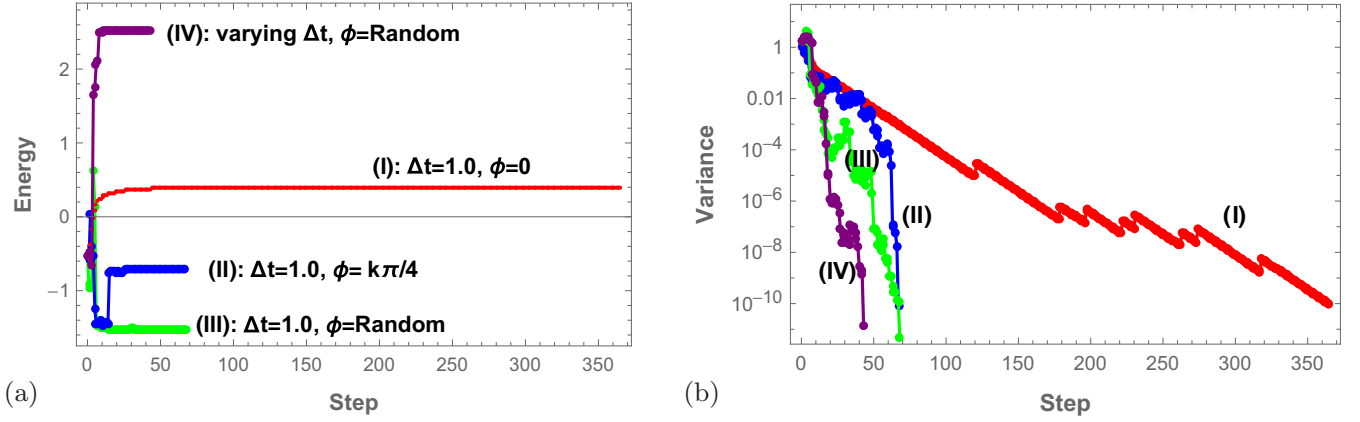 (IV): varying Δt, ϕ=Random
(I): Δt=1.0, ϕ=0
(II): Δt=1.0, ϕ= kπ/4
(III): Δt=1.0, ϕ=Random
Energy
2
1
0
−1
0 50 100 150 200 250 300 350
Step
(a)
Variance
1
0.01
10⁻⁴
10⁻⁶
10⁻⁸
10⁻¹⁰
(III)
(II)
(I)
(IV)
0 50 100 150 200 250 300 350
Step
(b)